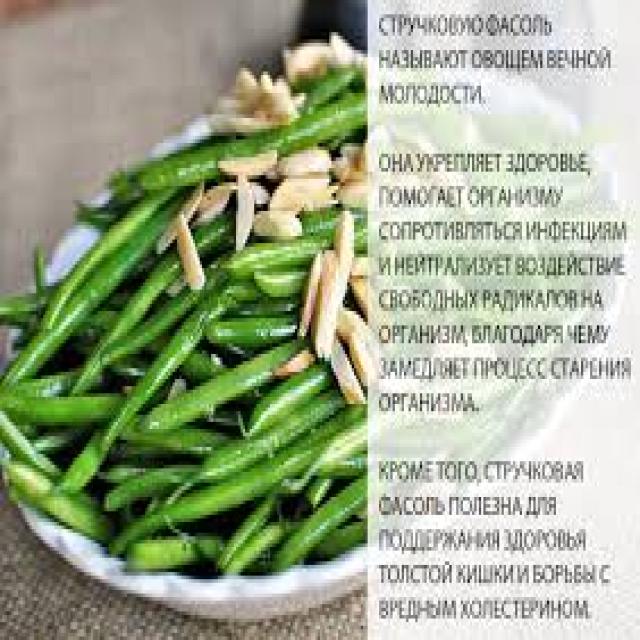 СТРУЧКОВУЮ ФАСОЛЬ
НАЗЫВАЮТ ОВОЩЕМ ВЕЧНОЙ
МОЛОДОСТИ.
ОНА УКРЕПЛЯЕТ ЗДОРОВЬЕ,
ПОМОГАЕТ ОРГАНИЗМУ
СОПРОТИВЛЯТЬСЯ ИНФЕКЦИЯМ
И НЕЙТРАЛИЗУЕТ ВОЗДЕЙСТВИЕ
СВОБОДНЫХ РАДИКАЛОВ НА
ОРГАНИЗМ, БЛАГОДАРЯ ЧЕМУ
ЗАМЕДЛЯЕТ ПРОЦЕСС СТАРЕНИЯ
ОРГАНИЗМА.
КРОМЕ ТОГО, СТРУЧКОВАЯ
ФАСОЛЬ ПОЛЕЗНА ДЛЯ
ПОДДЕРЖАНИЯ ЗДОРОВЬЯ
ТОЛСТОЙ КИШКИ И БОРЬБЫ С
ВРЕДНЫМ ХОЛЕСТЕРИНОМ.